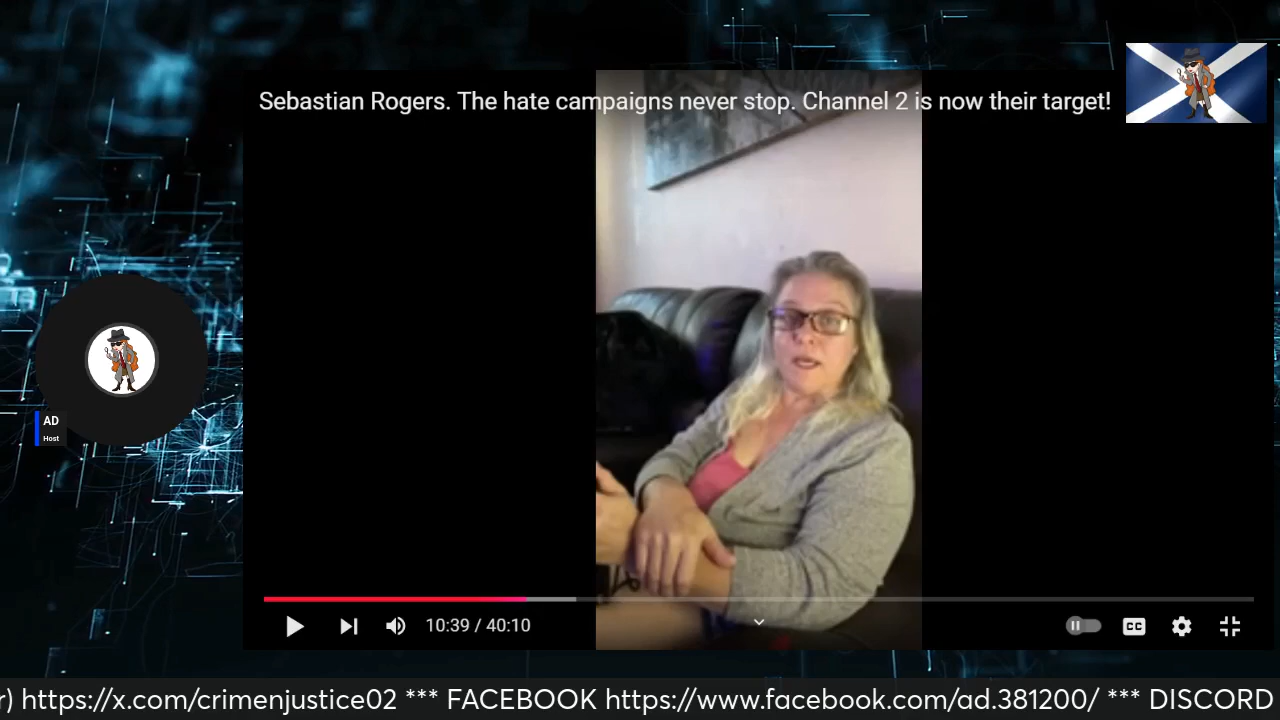 Sebastian Rogers. The hate campaigns never stop. Channel 2 is now their target!
AD
Host
10:39 / 40:10
CC
r) https://x.com/crimenjustice02 *** FACEBOOK https://www.facebook.com/ad.381200/ *** DISCORD